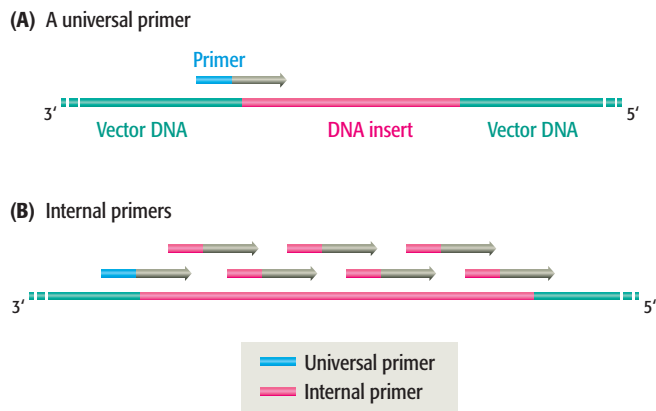 (A) A universal primer
Primer
3′ 5′
Vector DNA DNA insert Vector DNA
(B) Internal primers
3′ 5′
Universal primer
Internal primer